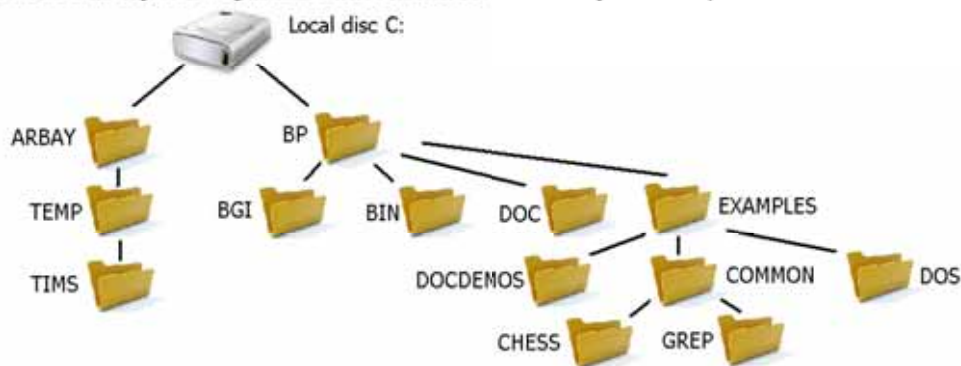 Local disc C:
ARBAY
BP
TEMP
BGI
BIN
DOC
EXAMPLES
TIMS
DOCDEMOS
COMMON
DOS
CHESS
GREP